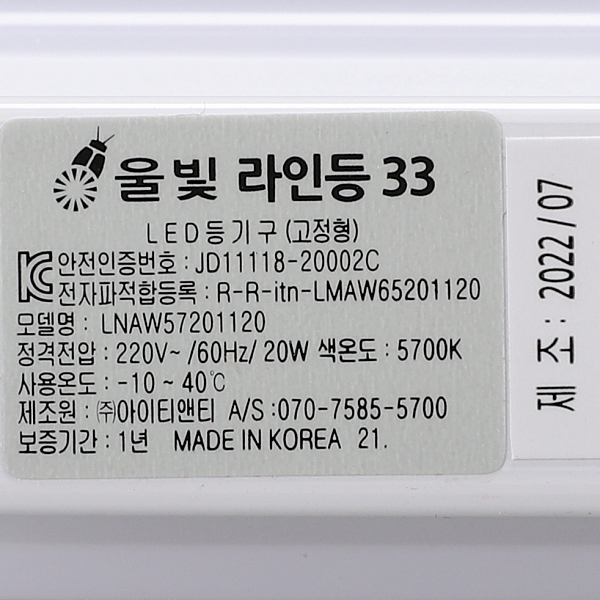 울빛 라인등 33
LED등기구 (고정형)
안전인증번호 : JD11118-20002C
전자파적합등록 : R-R-itn-LMAW65201120
모델명 : LNAW57201120
정격전압 : 220V~ /60Hz/ 20W 색온도 : 5700K
사용온도 : -10 ~ 40℃
제조원 : ㈜아이티앤티 A/S : 070-7585-5700
보증기간 : 1년 MADE IN KOREA 21.
제 조 : 2022/07